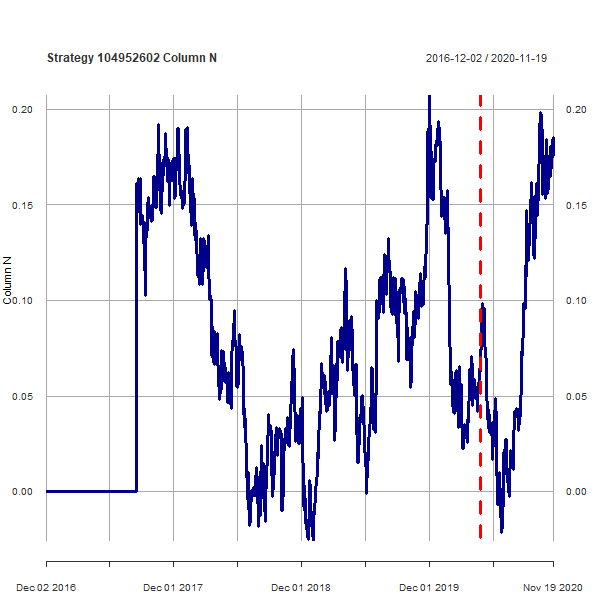 Strategy 104952602 Column N
2016-12-02 / 2020-11-19
0.20
0.20
0.15
0.15
Column N
0.10
0.10
0.05
0.05
0.00
0.00
Dec 02 2016
Dec 01 2017
Dec 01 2018
Dec 01 2019
Nov 19 2020